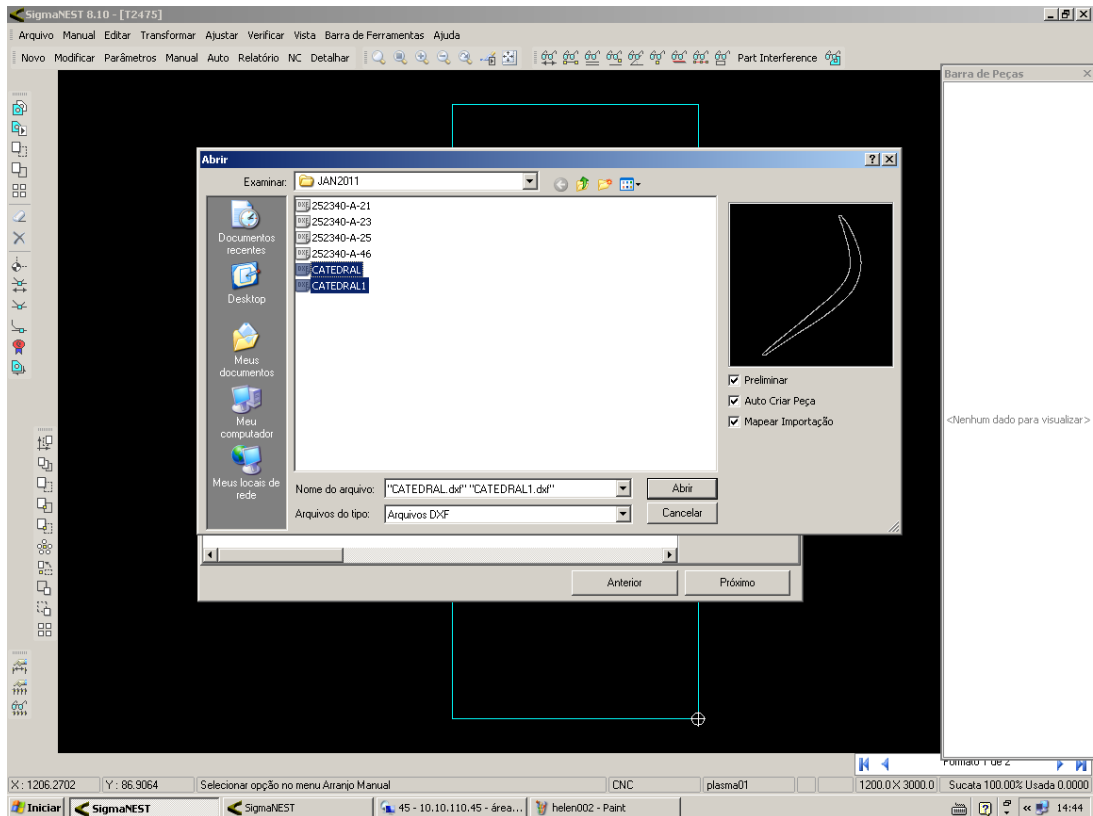 SigmaNEST 8.10 - [T2475]
Arquivo Manual Editar Transformar Ajustar Verificar Vista Barra de Ferramentas Ajuda
Novo Modificar Parâmetros Manual Auto Relatório NC Detalhar Part Interference
Barra de Peças
Abrir
Examinar: JAN2011
Documentos recentes
Desktop
Meus documentos
Meu computador
Meus locais de rede
252340-A-21
252340-A-23
252340-A-25
252340-A-46
CATEDRAL
CATEDRAL1
Preliminar
Auto Criar Peça
Mapear Importação
<Nenhum dado para visualizar>
Nome do arquivo: "CATEDRAL.dxf" "CATEDRAL1.dxf" Abrir
Arquivos do tipo: Arquivos DXF Cancelar
Anterior Próximo
Formato 1 de 2
X: 1206.2702 Y: 86.9064 Selecionar opção no menu Arranjo Manual CNC plasma01 1200.0 X 3000.0 Sucata 100.00% Usada 0.0000
Iniciar SigmaNEST SigmaNEST 45 - 10.10.110.45 - área... helen002 - Paint 14:44